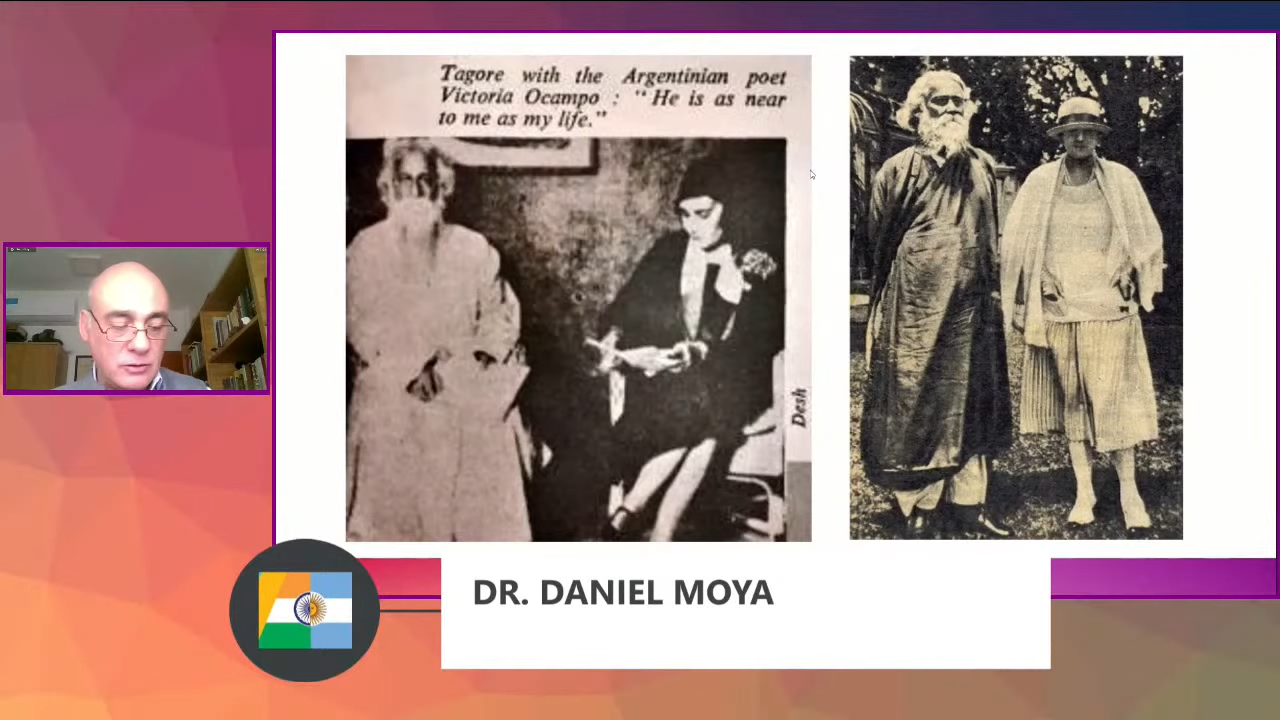 Tagore with the Argentinian poet
Victoria Ocampo : "He is as near
to me as my life."
Desh
DR. DANIEL MOYA